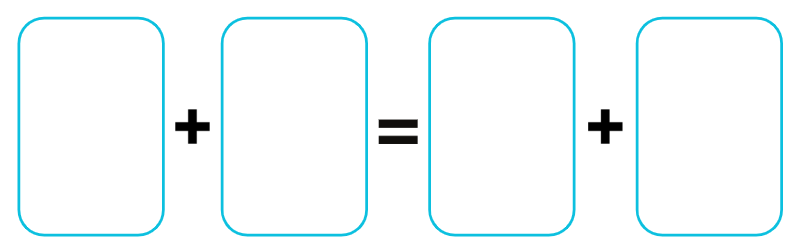 + = +